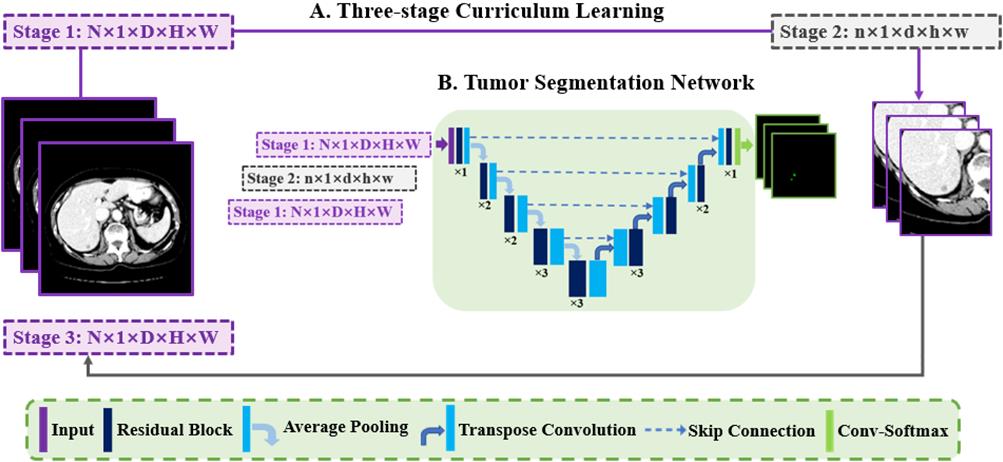 A. Three-stage Curriculum Learning
Stage 1: N×1×D×H×W
Stage 2: n×1×d×h×w
B. Tumor Segmentation Network
Stage 1: N×1×D×H×W
Stage 2: n×1×d×h×w
Stage 1: N×1×D×H×W
×1
×2
×2
×3
×3
×3
×2
×1
Stage 3: N×1×D×H×W
Input
Residual Block
Average Pooling
Transpose Convolution
Skip Connection
Conv-Softmax